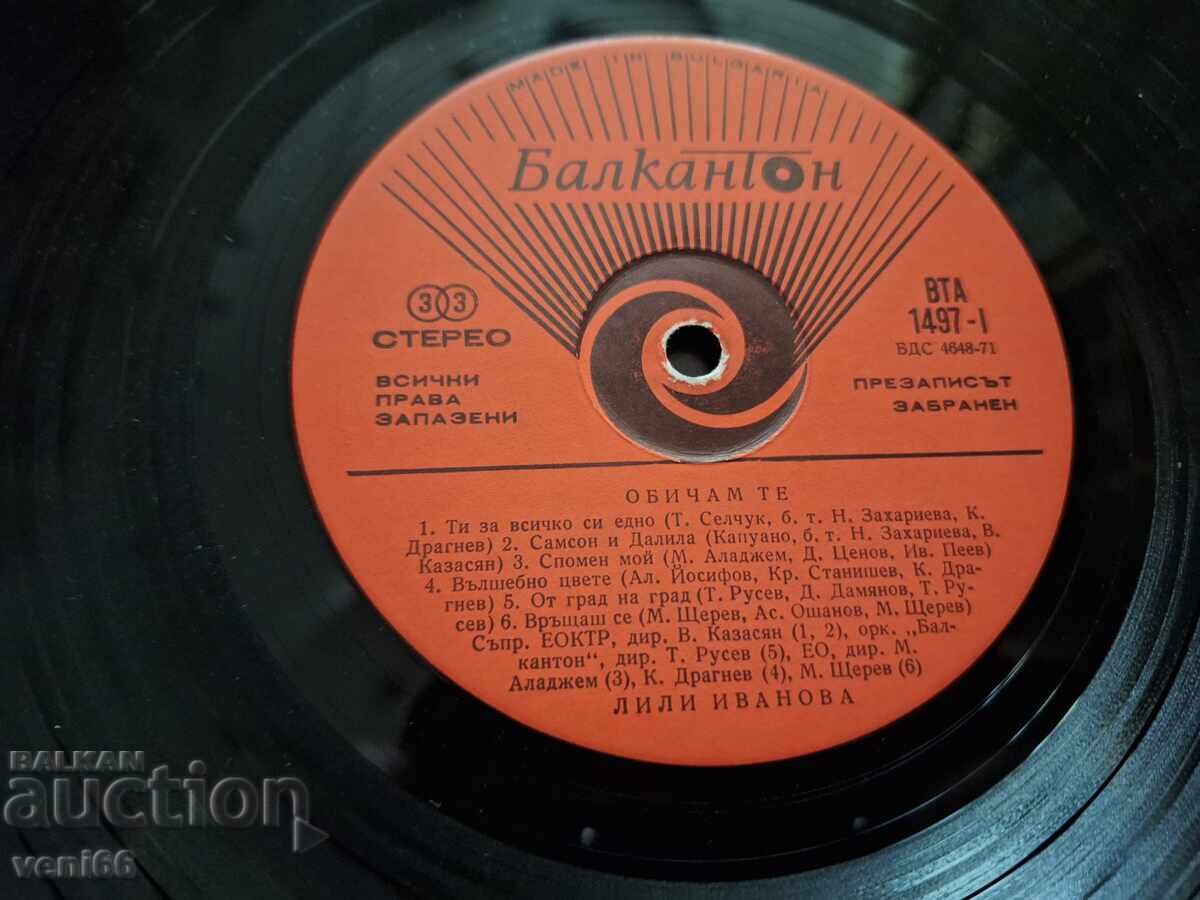 MADE IN BULGARIA
Балкантон
33
СТЕРЕО
ВСИЧНИ
ПРАВА
ЗАПАЗЕНИ
ВТА
1497-I
БДС 4648-71
ПРЕЗАПИСЪТ
ЗАБРАНЕН
ОБИЧАМ ТЕ
1. Ти за всичко си едно (Т. Селчук, б. т. Н. Захариева, К.
Драгнев) 2. Самсон и Далила (Капуано, б. т. Н. Захариева, В.
Казасян) 3. Спомен мой (М. Аладжем, Д. Ценов, Ив. Пеев)
4. Вълшебно цвете (Ал. Йосифов, Кр. Станишев, К. Дра-
гнев) 5. От град на град (Т. Русев, Д. Дамянов, Т. Ру-
сев) 6. Връщаш се (М. Щерев, Ас. Ошанов, М. Щерев)
Съпр. ЕОКТР, дир. В. Казасян (1, 2), орк. „Бал-
кантон“, дир. Т. Русев (5), ЕО, дир. М.
Аладжем (3), К. Драгнев (4), М. Щерев (6)
ЛИЛИ ИВАНОВА
BALKAN
auction
veni66